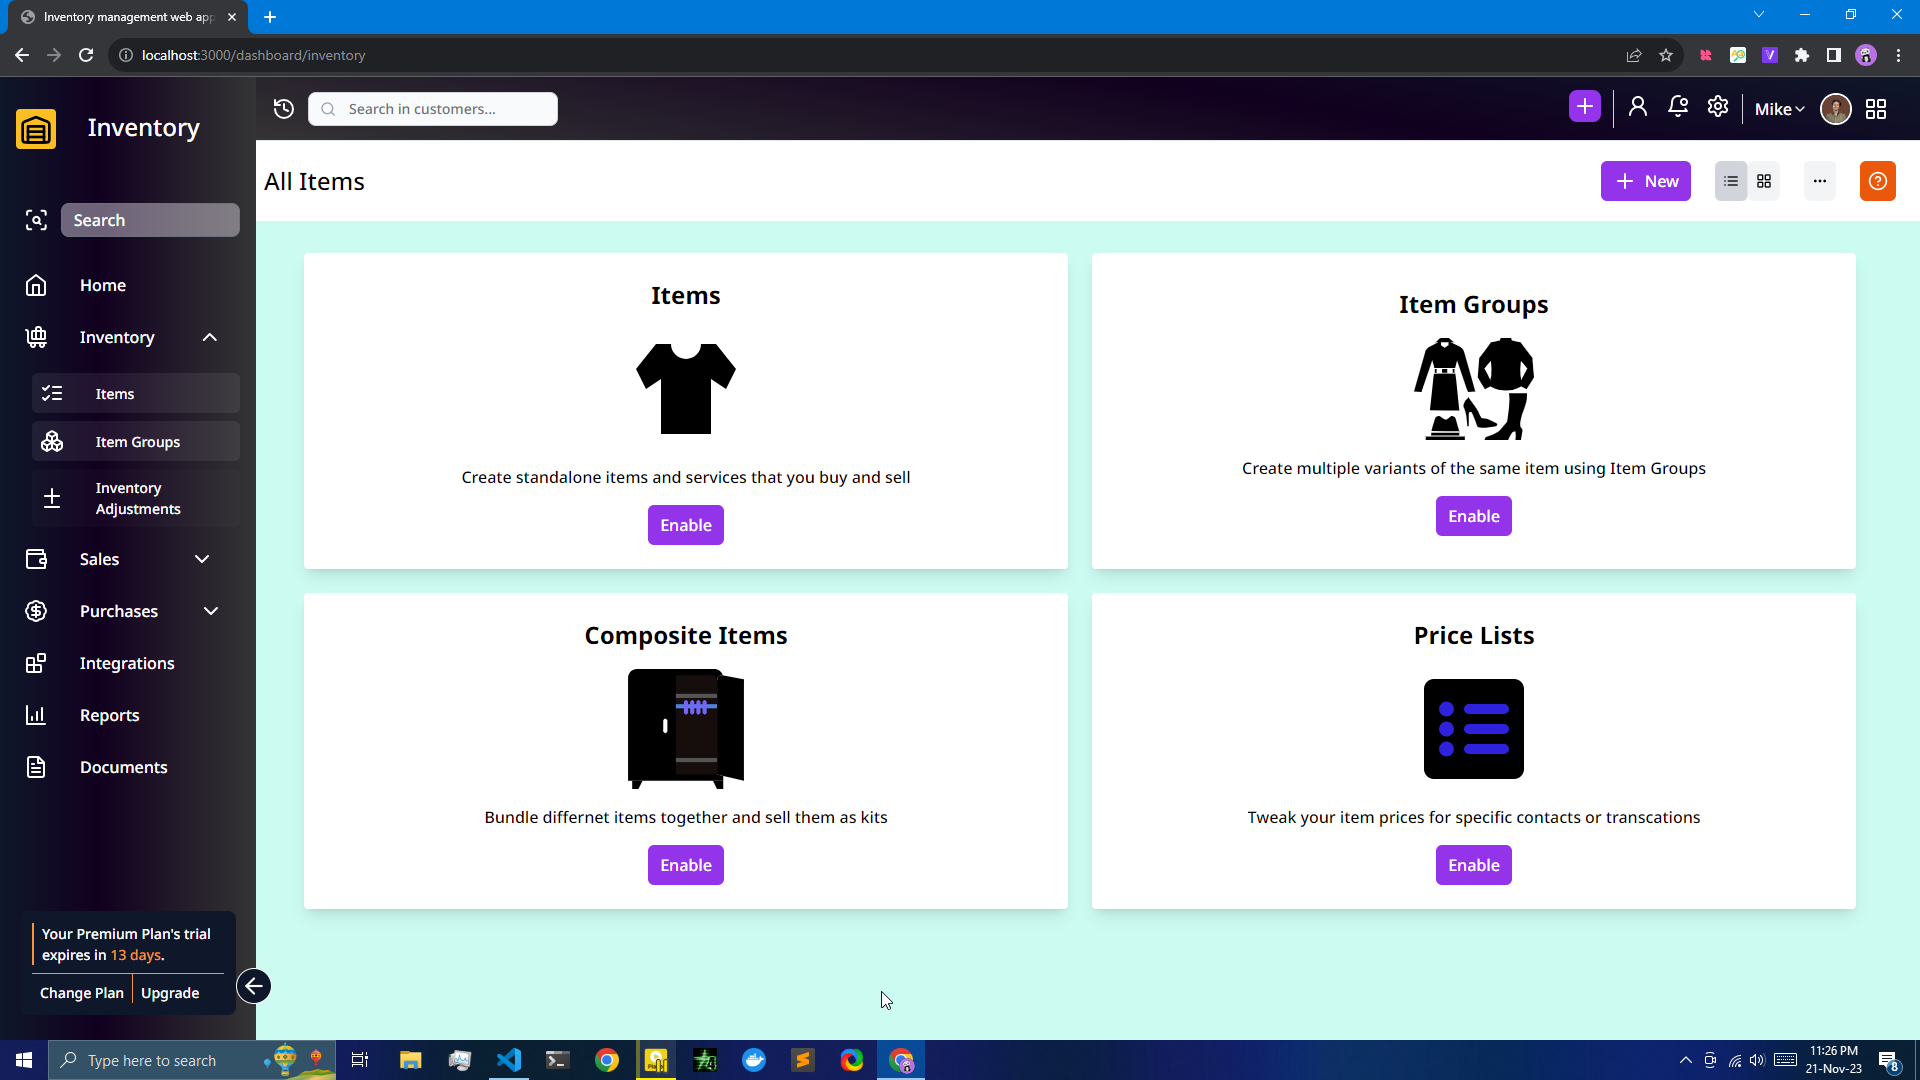 Inventory management web app
localhost:3000/dashboard/inventory
Inventory
Search in customers...
Mike
All Items
New
Search
Home
Inventory
Items
Item Groups
Inventory
Adjustments
Sales
Purchases
Integrations
Reports
Documents
Your Premium Plan's trial
expires in 13 days.
Change Plan
Upgrade
Items
Create standalone items and services that you buy and sell
Enable
Item Groups
Create multiple variants of the same item using Item Groups
Enable
Composite Items
Bundle differnet items together and sell them as kits
Enable
Price Lists
Tweak your item prices for specific contacts or transcations
Enable
Type here to search
11:26 PM
21-Nov-23
8